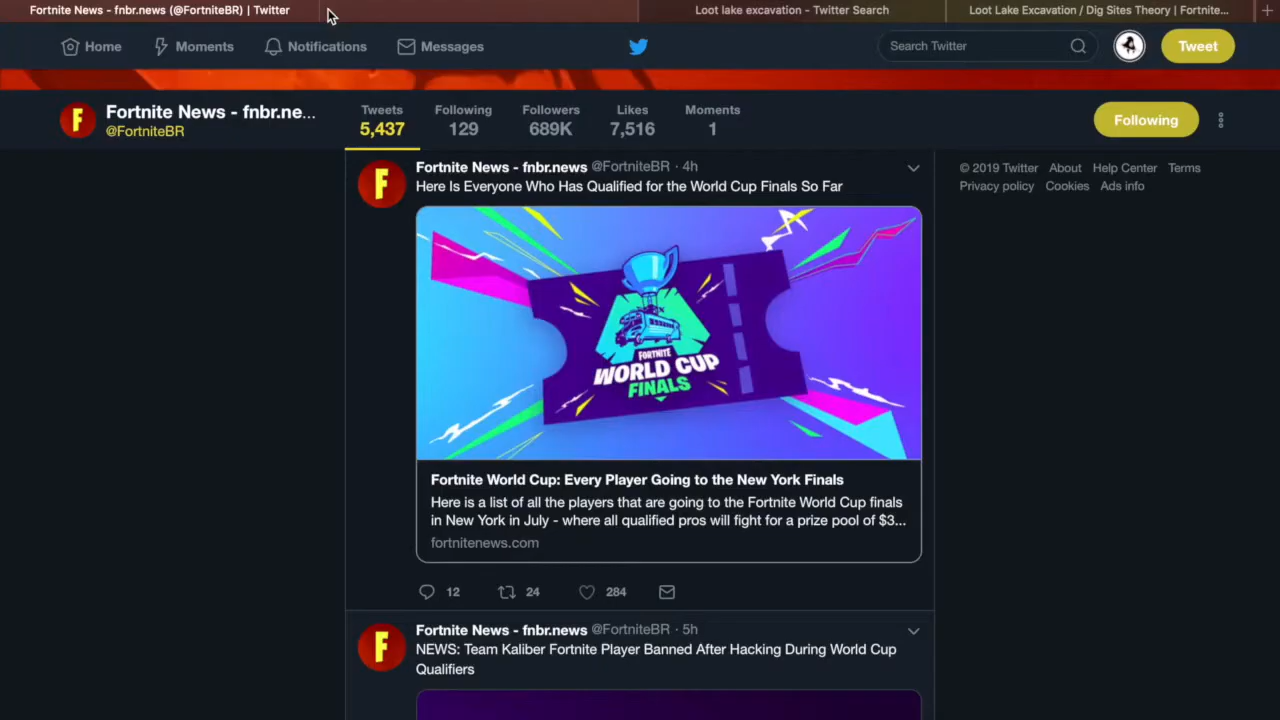 Fortnite News - fnbr.news (@FortniteBR) | Twitter
Loot lake excavation - Twitter Search
Loot Lake Excavation / Dig Sites Theory | Fortnite...
Home
Moments
Notifications
Messages
Search Twitter
Tweet
Fortnite News - fnbr.ne...
@FortniteBR
Tweets
5,437
Following
129
Followers
689K
Likes
7,516
Moments
1
Following
Fortnite News - fnbr.news @FortniteBR · 4h
Here Is Everyone Who Has Qualified for the World Cup Finals So Far
FORTNITE
WORLD CUP
FINALS
Fortnite World Cup: Every Player Going to the New York Finals
Here is a list of all the players that are going to the Fortnite World Cup finals
in New York in July - where all qualified pros will fight for a prize pool of $3...
fortnitenews.com
12
24
284
Fortnite News - fnbr.news @FortniteBR · 5h
NEWS: Team Kaliber Fortnite Player Banned After Hacking During World Cup
Qualifiers
© 2019 Twitter About Help Center Terms
Privacy policy Cookies Ads info